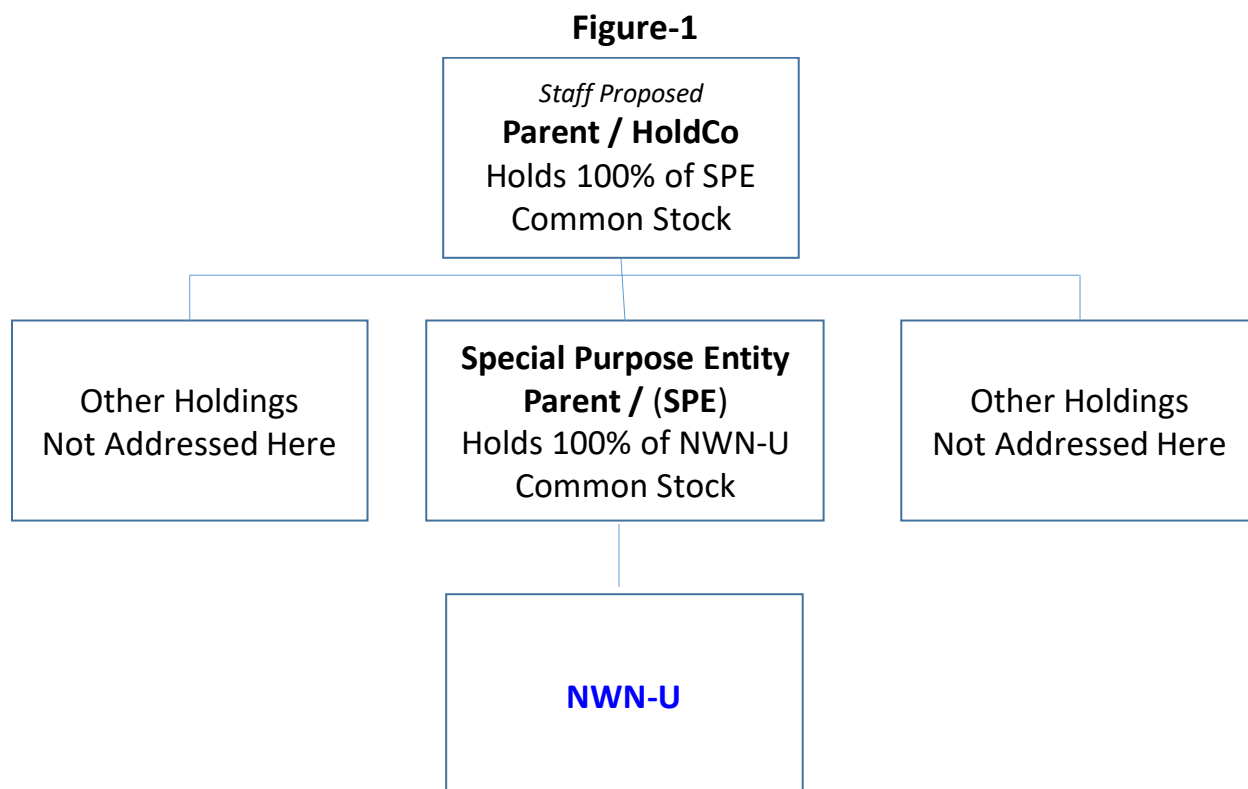 Figure-1
Staff Proposed
Parent / HoldCo
Holds 100% of SPE
Common Stock
Other Holdings
Not Addressed Here
Special Purpose Entity
Parent / (SPE)
Holds 100% of NWN-U
Common Stock
Other Holdings
Not Addressed Here
NWN-U